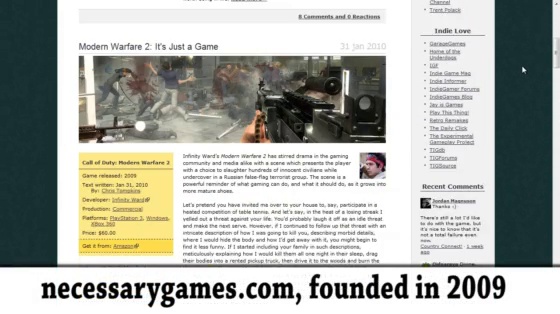 Channel
Trent Polack
8 Comments and 0 Reactions
Indie Love
GarageGames
Home of the Underdogs
IGF
Indie Game Mag
Indie Informer
IndieGamer Forums
IndieGames Blog
Jay is Games
Play This Thing!
Retro Remakes
The Daily Click
The Experimental Gameplay Project
TIGdb
TIGForums
TIGSource
Recent Comments
Jordan Magnuson
Thanks :)
There's still a lot I'd like to do with the game, but it's nice to know that it's not a total failure even now.
Country Connect! · 1 week ago
Modern Warfare 2: It's Just a Game
31 Jan 2010
Call of Duty: Modern Warfare 2
Game released: 2009
Text written: Jan 31, 2010
By: Chris Tampkins
Developer: Infinity Ward
Production: Commercial
Platforms: PlayStation 3, Windows, XBox 360
Price: $60.00
Get it from: Amazon
Infinity Ward's Modern Warfare 2 has stirred drama in the gaming
community and media alike with a scene which presents the player
with a choice to slaughter hundreds of innocent civilians while
undercover in a Russian false-flag terrorist group. The scene is a
powerful reminder of what gaming can do, and what it should do, as it grows into
more mature shoes.
Let's pretend you have invited me over to your house to, say, participate in a
heated competition of table tennis. And let's say, in the heat of a losing streak I
yelled out a threat against your life. You'd probably laugh it off as an idle threat
and make the next serve. However, if I continued to follow up that threat with an
intricate description of how I was going to kill you, describing morbid details,
where I would hide the body and how I'd get away with it, you might begin to
find it less funny. If I started including your family in such descriptions,
meticulously explaining how I would kill them all one night in their sleep, drag
their bodies into a rented pickup truck, then drive it to the woods and burn the
necessarygames.com, founded in 2009